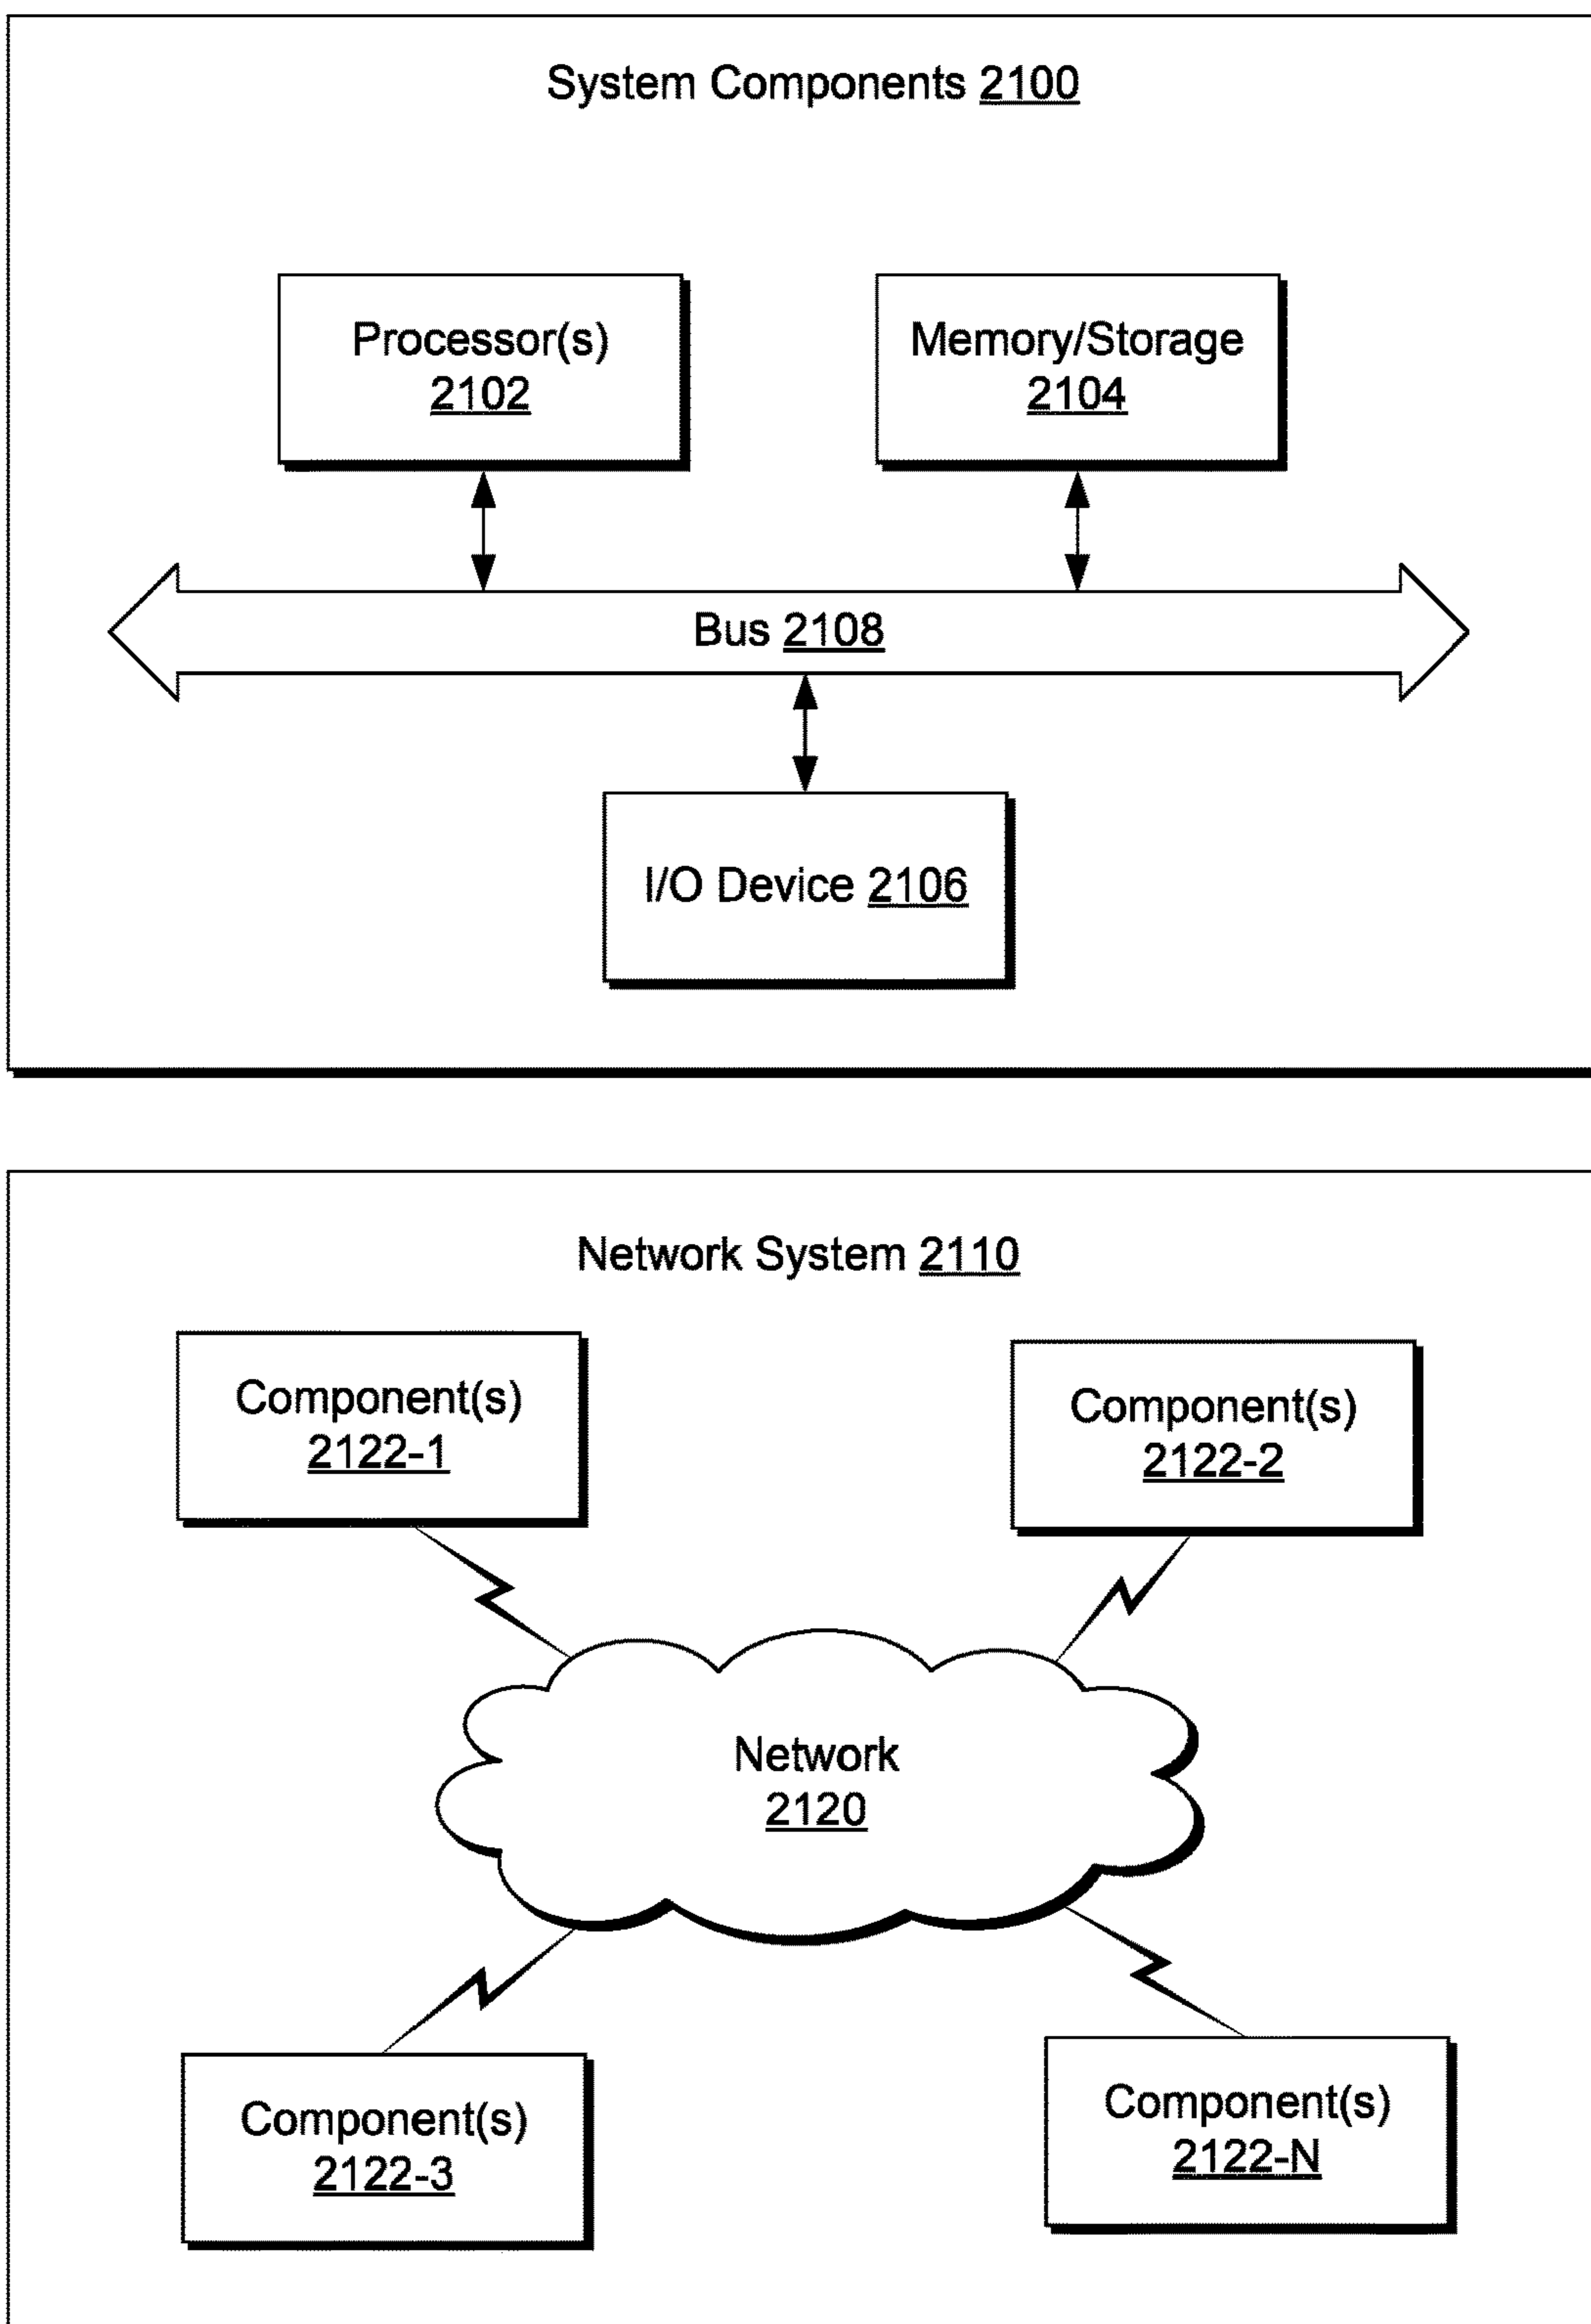 System Components 2100
Processor(s)
2102
Memory/Storage
2104
Bus 2108
I/O Device 2106
Network System 2110
Component(s)
2122-1
Component(s)
2122-2
Network
2120
Component(s)
2122-3
Component(s)
2122-N